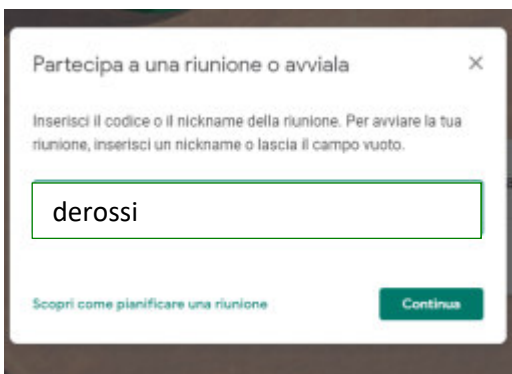 Partecipa a una riunione o avviala
Inserisci il codice o il nickname della riunione. Per avviare la tua
riunione, inserisci un nickname o lascia il campo vuoto.
derossi
Scopri come pianificare una riunione
Continua